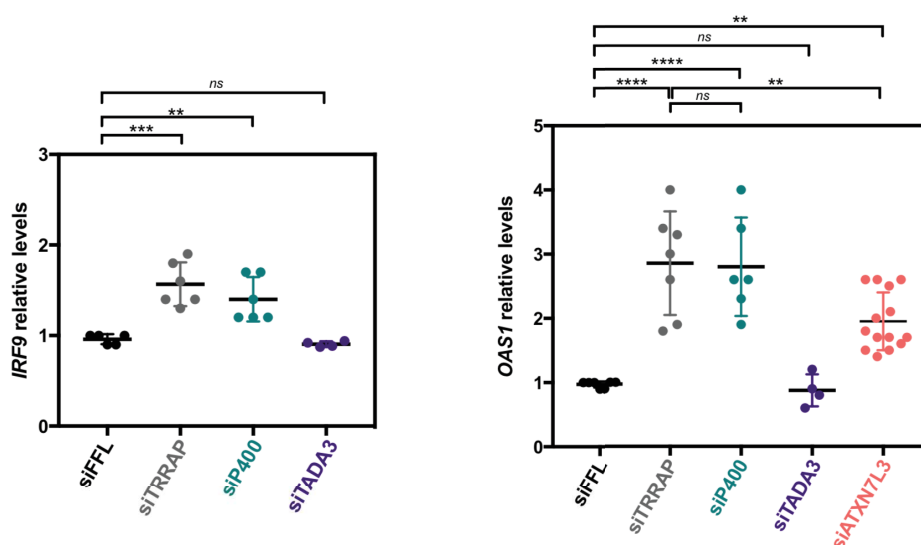 ns
**
***
3
2
1
0
IRF9 relative levels
siFFL
siTRRAP
siP400
siTADA3
**
ns
****
****
**
ns
5
4
3
2
1
0
OAS1 relative levels
siFFL
siTRRAP
siP400
siTADA3
siATXN7L3